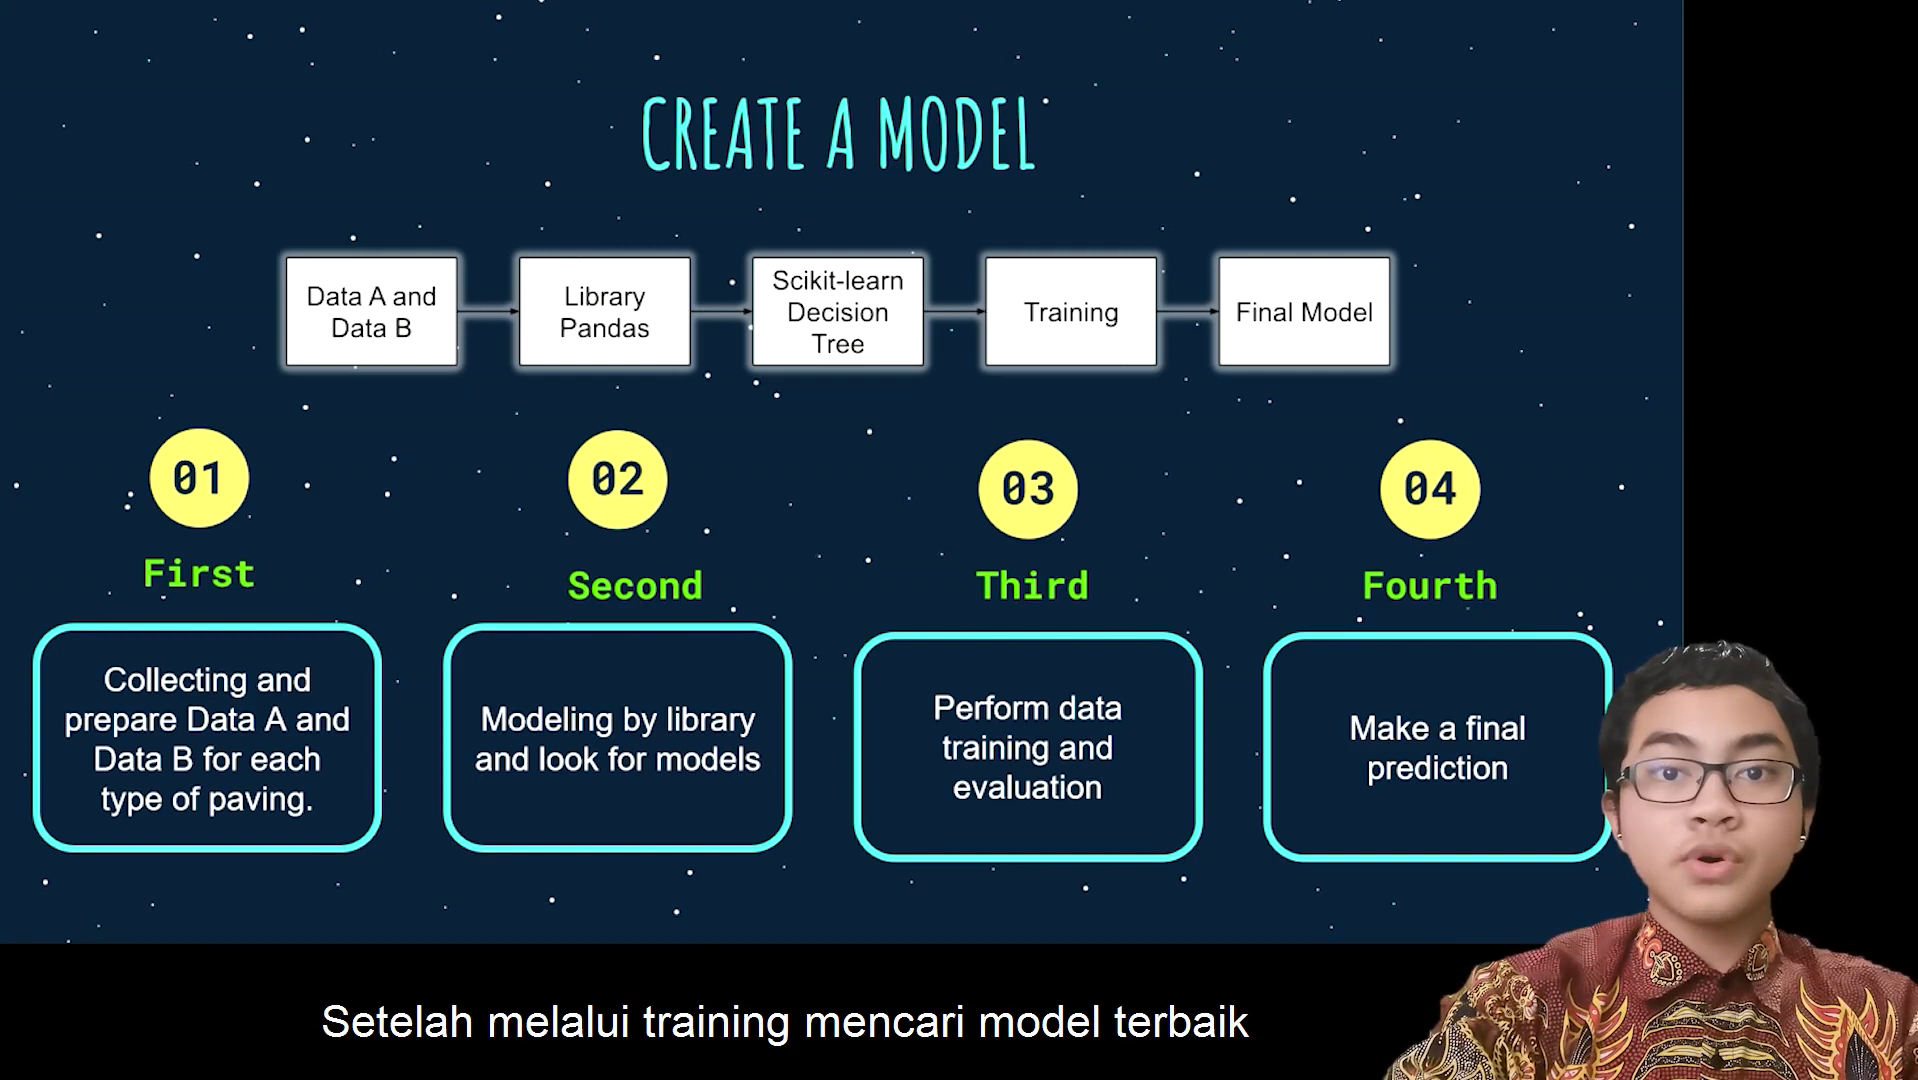 CREATE A MODEL
Data A and
Data B
Library
Pandas
Scikit-learn
Decision
Tree
Training
Final Model
01
First
Collecting and
prepare Data A and
Data B for each
type of paving.
02
Second
Modeling by library
and look for models
03
Third
Perform data
training and
evaluation
04
Fourth
Make a final
prediction
Setelah melalui training mencari model terbaik